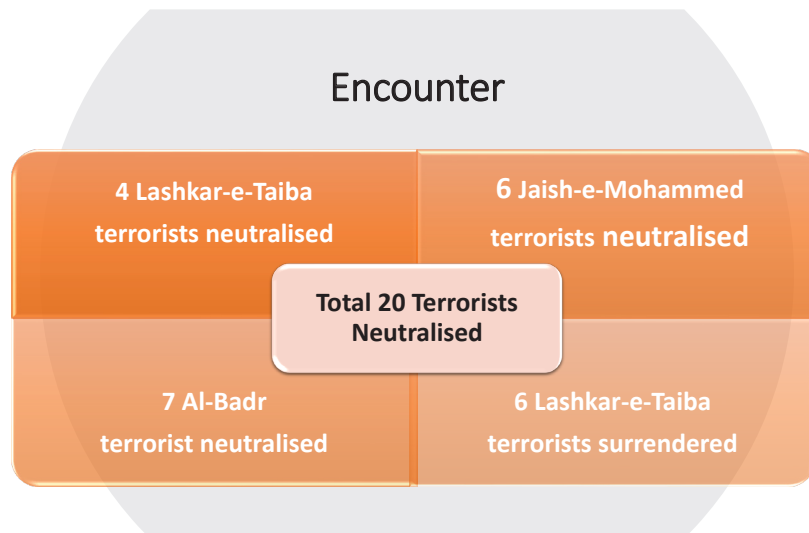 Encounter
4 Lashkar-e-Taiba
terrorists neutralised
6 Jaish-e-Mohammed
terrorists neutralised
Total 20 Terrorists
Neutralised
7 Al-Badr
terrorist neutralised
6 Lashkar-e-Taiba
terrorists surrendered